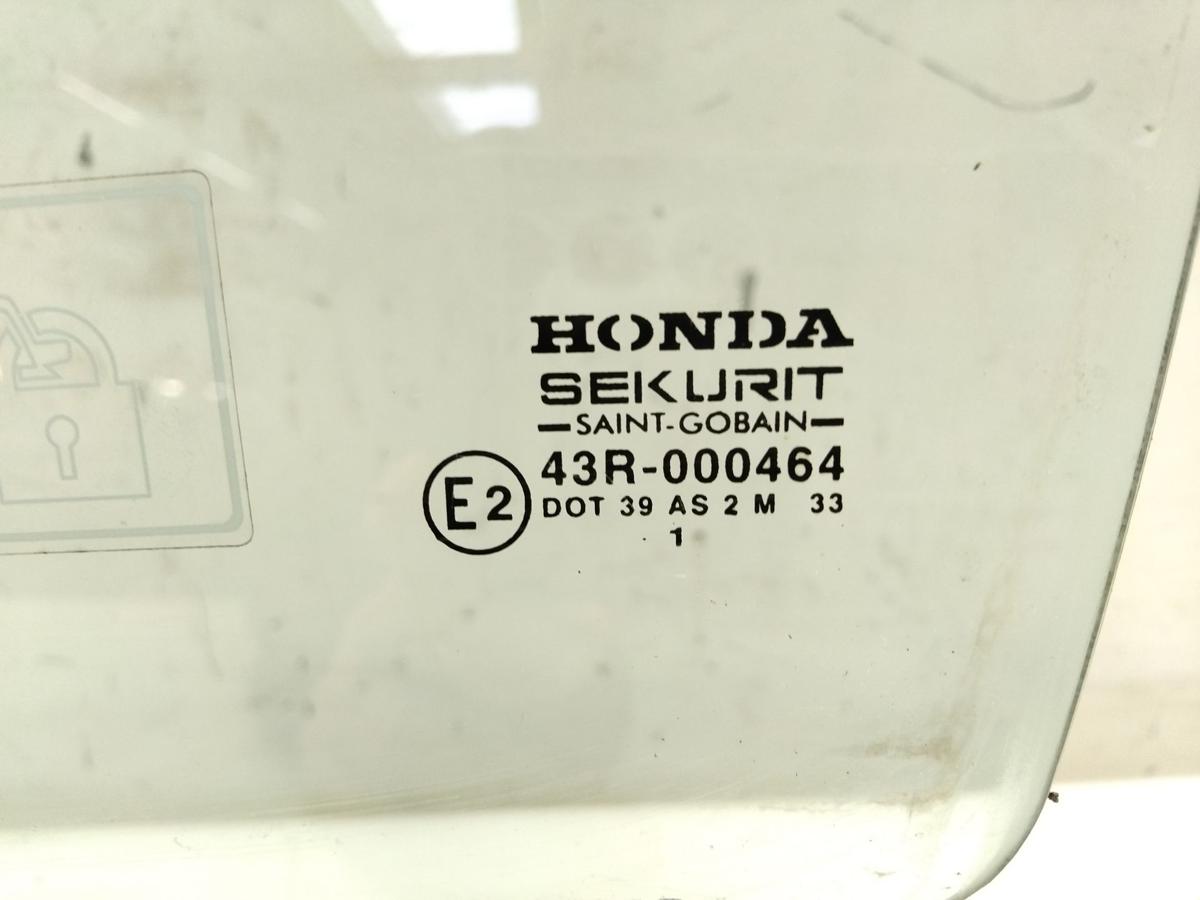 HONDA
SEKURIT
—SAINT-GOBAIN—
E2 43R-000464
DOT 39 AS 2 M 33
. 1